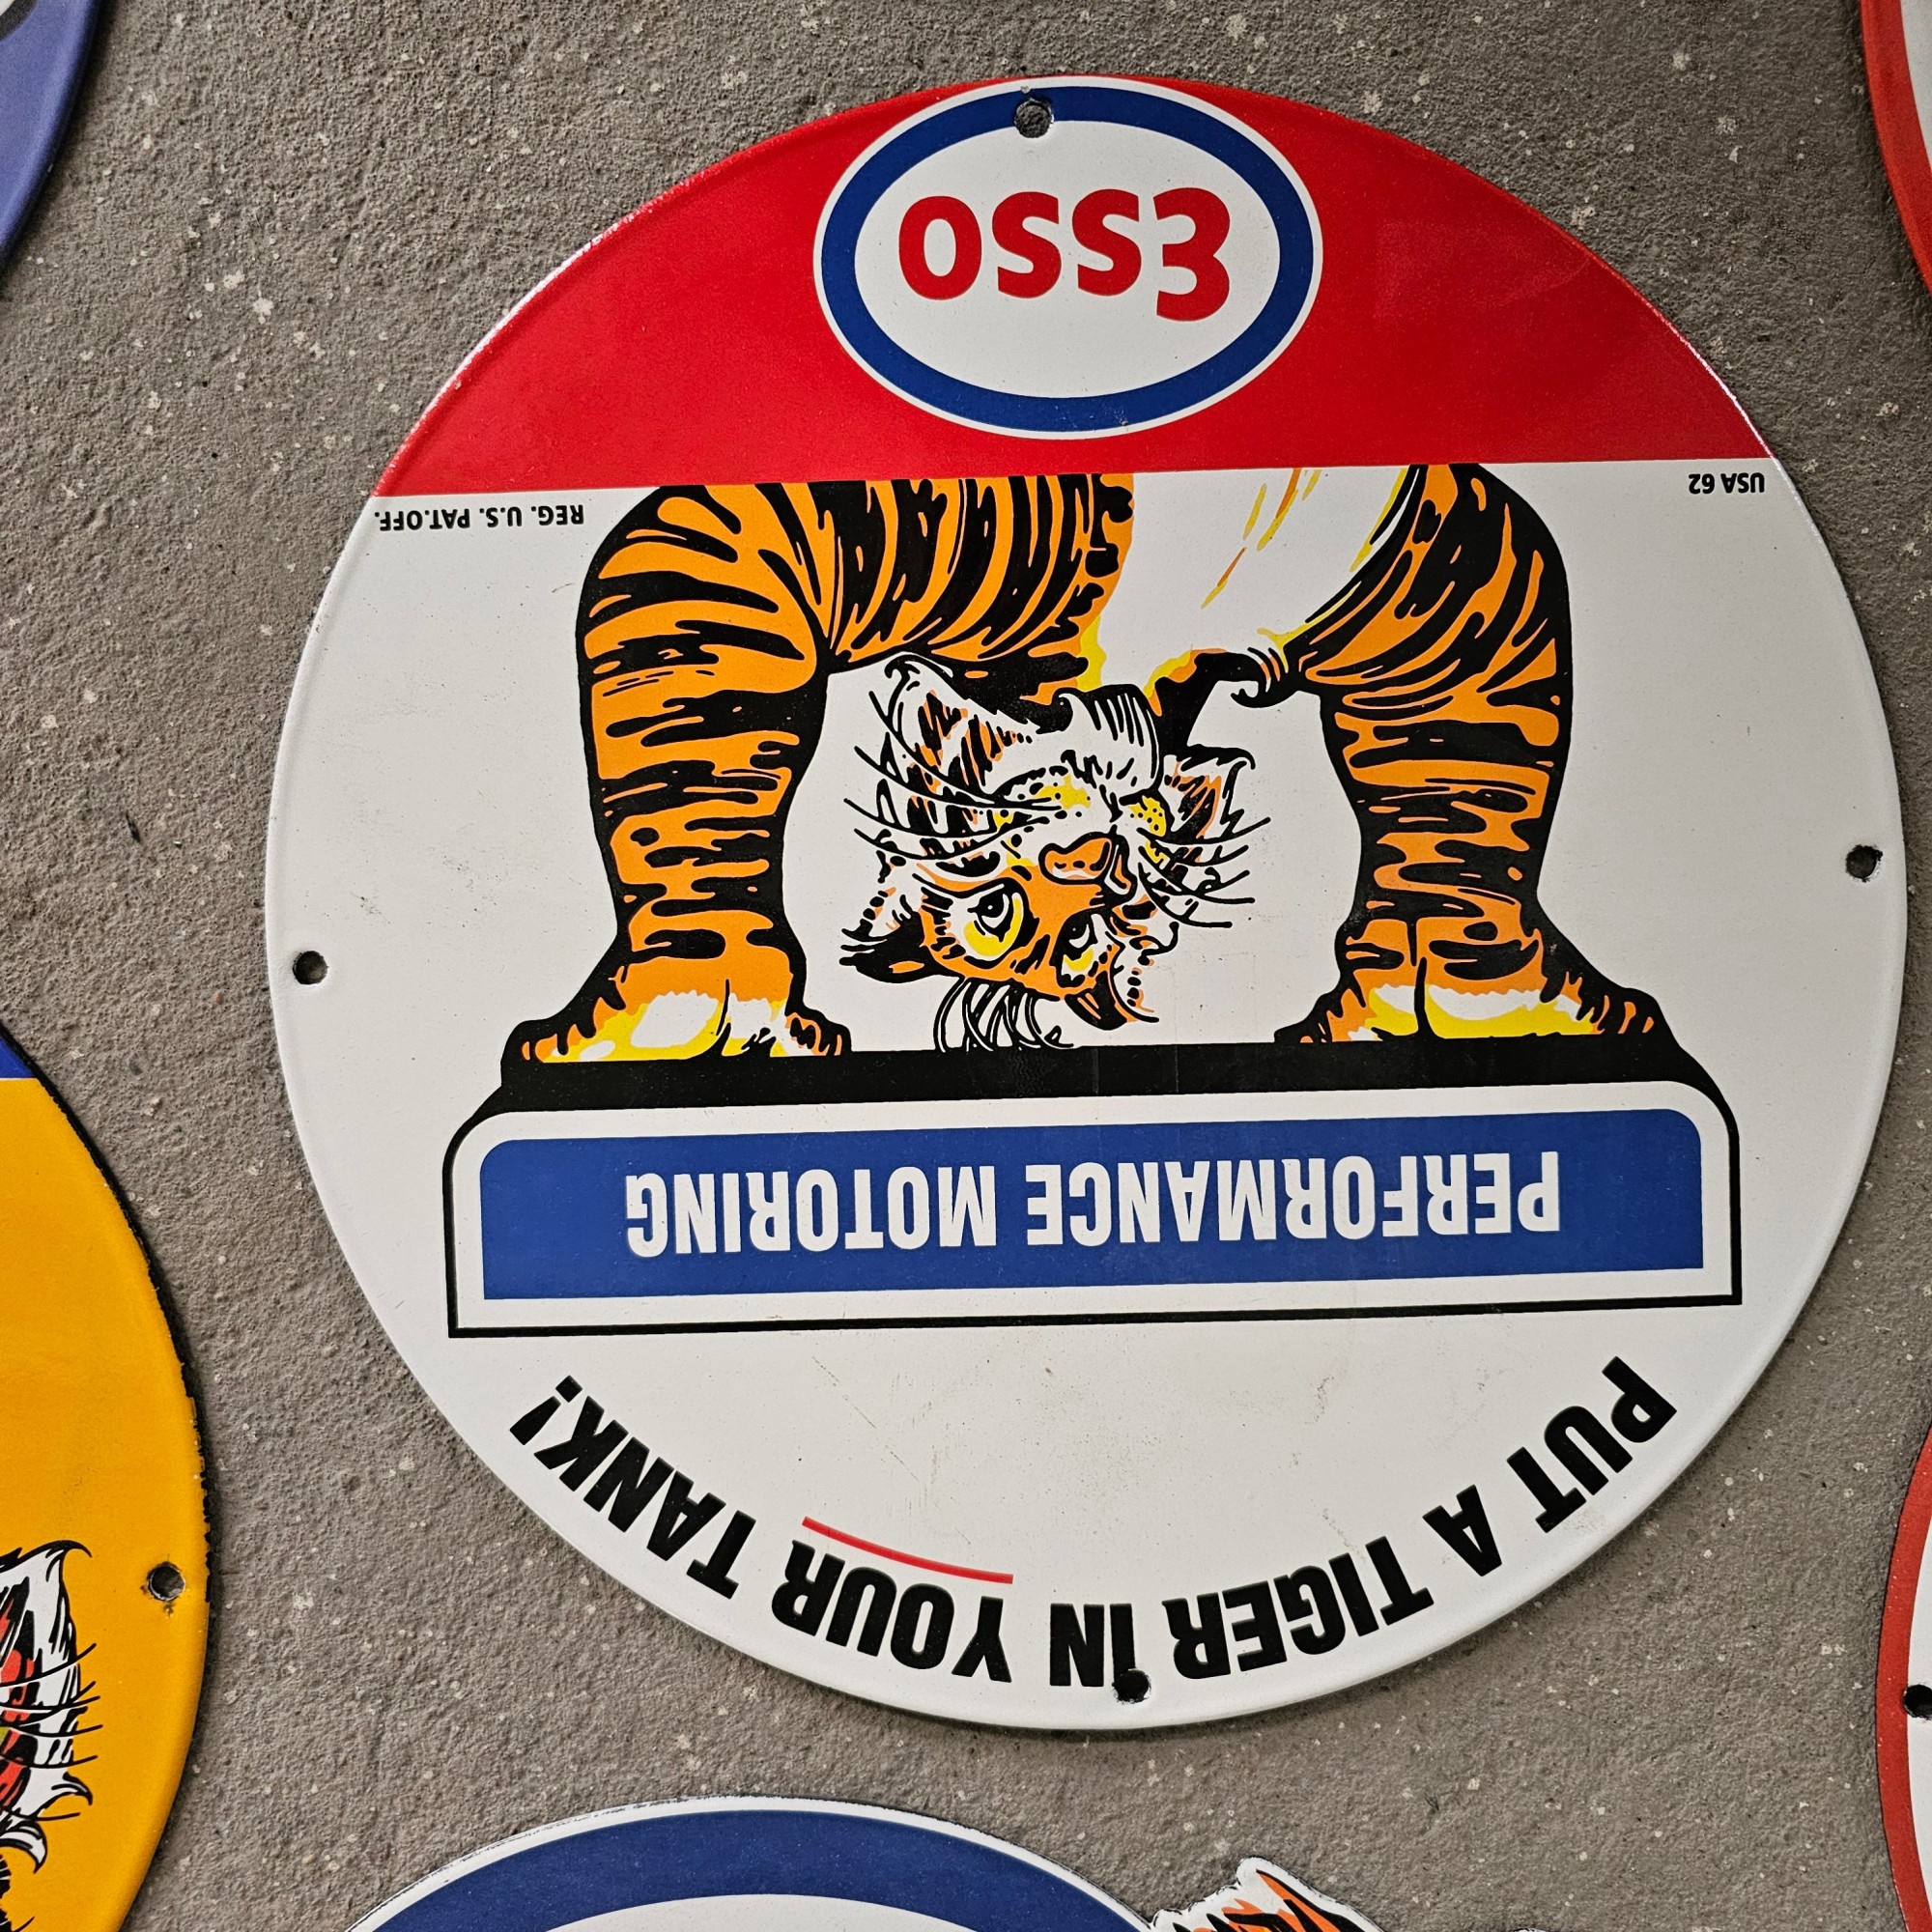 PUT A TIGER IN YOUR TANK!
PERFORMANCE MOTORING
USA 62
REG. U.S. PAT.OFF.
Esso